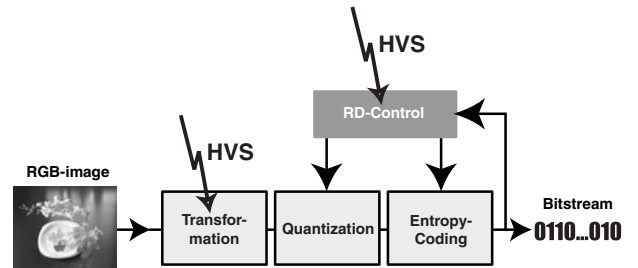 HVS
RD-Control
HVS
RGB-image
Transfor-
mation
Quantization
Entropy-
Coding
Bitstream
0110...010